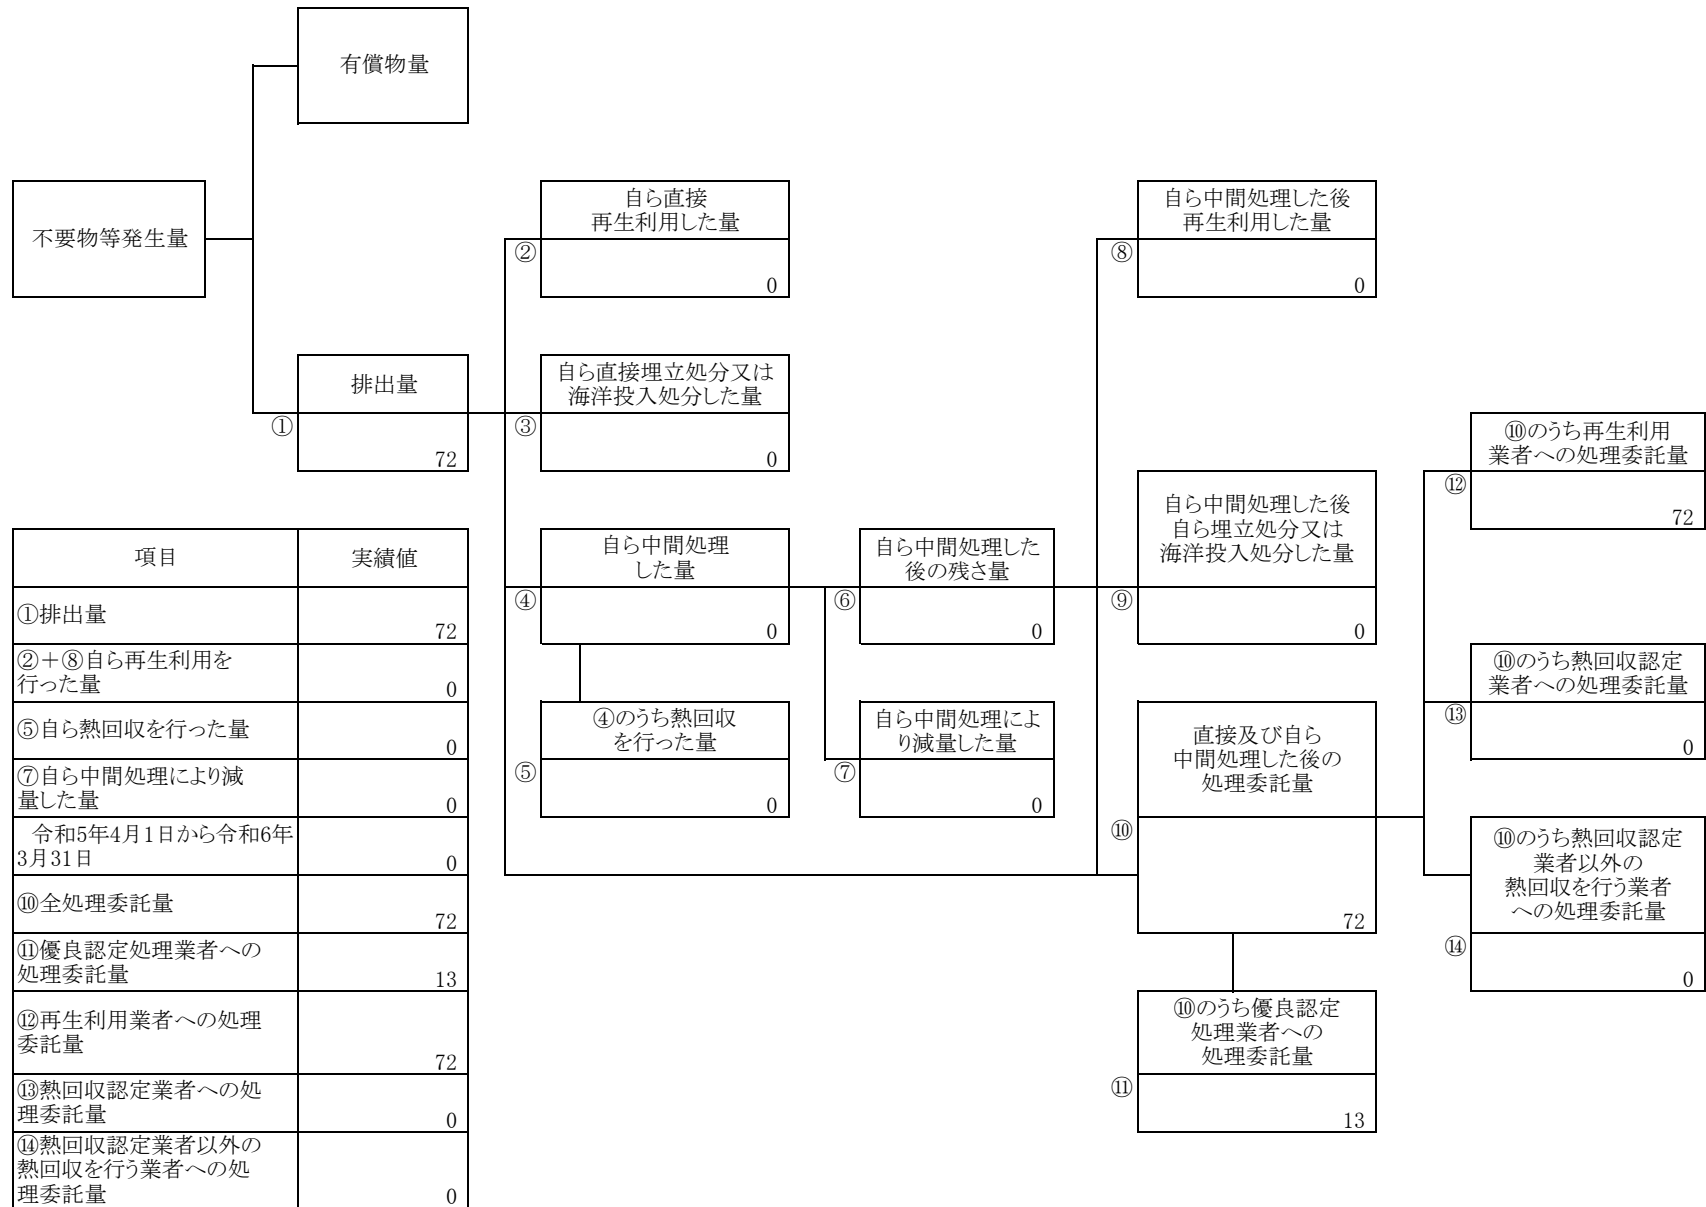 有償物量
不要物等発生量
排出量
①
72
自ら直接
再生利用した量
②
0
自ら直接埋立処分又は
海洋投入処分した量
③
0
自ら中間処理
した量
④
0
④のうち熱回収
を行った量
⑤
0
自ら中間処理した
後の残さ量
⑥
0
自ら中間処理によ
り減量した量
⑦
0
自ら中間処理した後
再生利用した量
⑧
0
自ら中間処理した後
自ら埋立処分又は
海洋投入処分した量
⑨
0
直接及び自ら
中間処理した後の
処理委託量
⑩
72
⑩のうち優良認定
処理業者への
処理委託量
⑪
13
⑩のうち再生利用
業者への処理委託量
⑫
72
⑩のうち熱回収認定
業者への処理委託量
⑬
0
⑩のうち熱回収認定
業者以外の
熱回収を行う業者
への処理委託量
⑭
0
項目 実績値
①排出量
72
②＋⑧自ら再生利用を
行った量
0
⑤自ら熱回収を行った量
0
⑦自ら中間処理により減
量した量
0
令和5年4月1日から令和6年
3月31日
0
⑩全処理委託量
72
⑪優良認定処理業者への
処理委託量
13
⑫再生利用業者への処理
委託量
72
⑬熱回収認定業者への処
理委託量
0
⑭熱回収認定業者以外の
熱回収を行う業者への処
理委託量
0